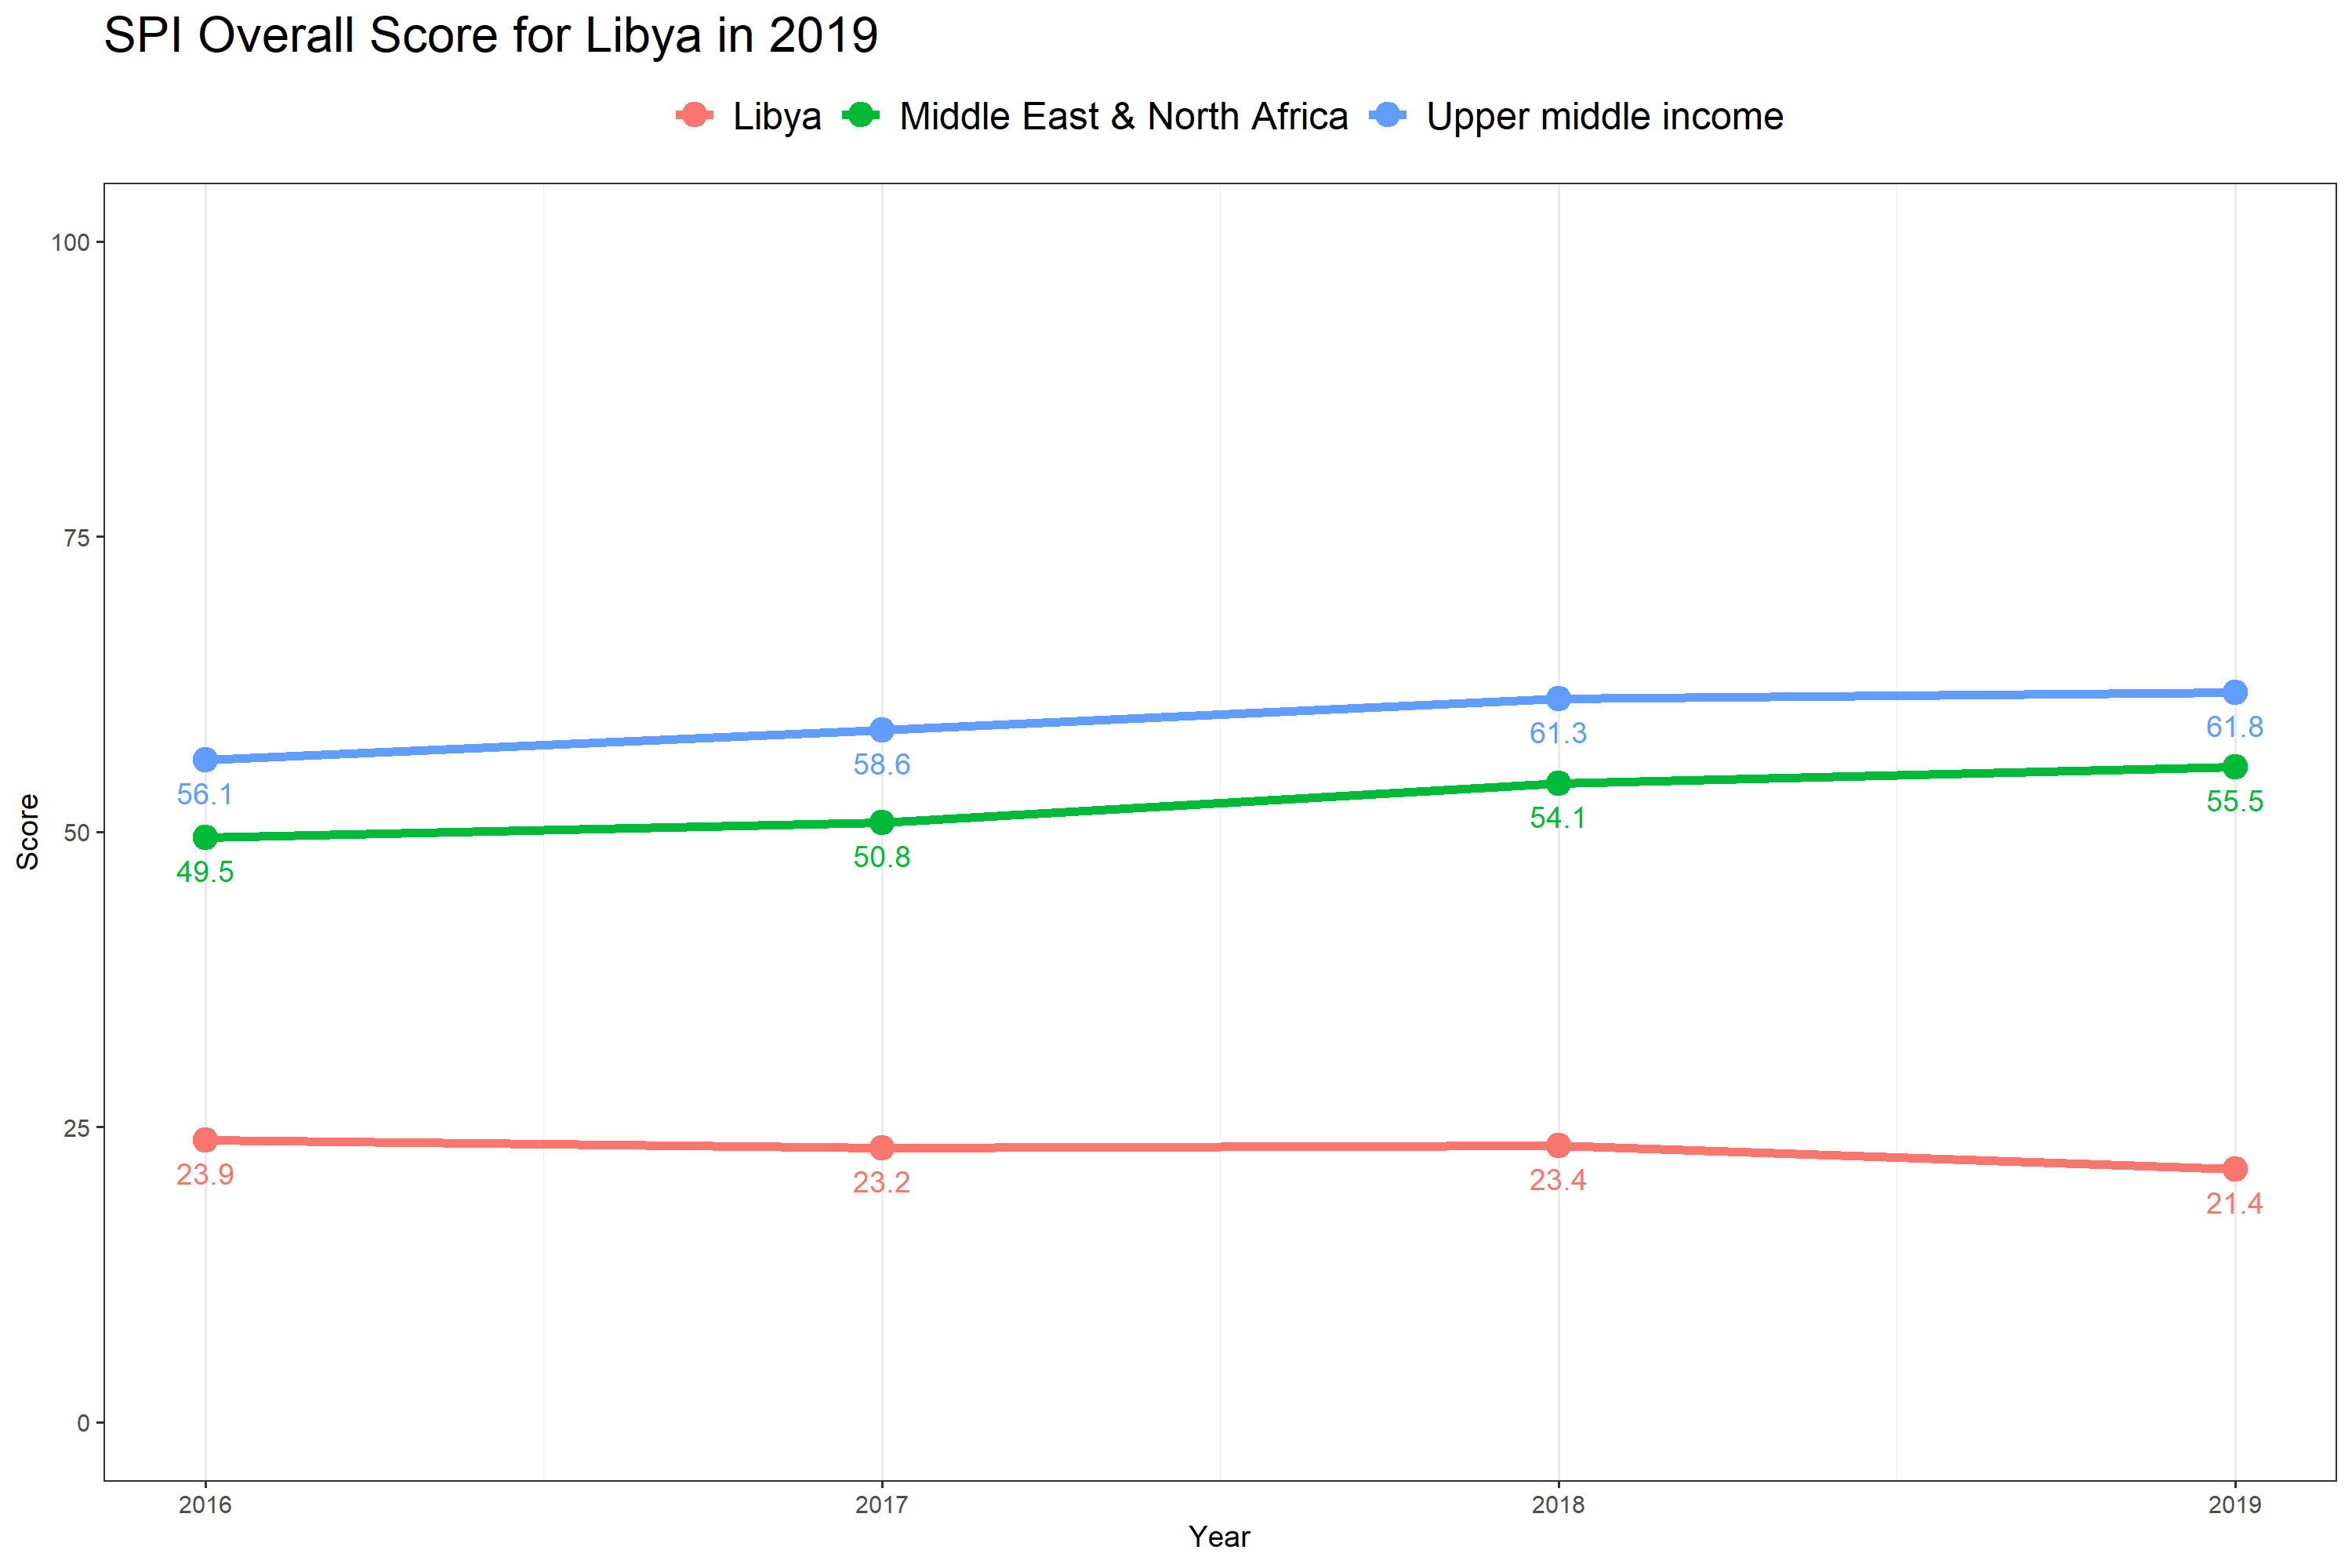 SPI Overall Score for Libya in 2019
Libya Middle East & North Africa Upper middle income
100
75
50
25
0
Score
56.1 58.6 61.3 61.8
49.5 50.8 54.1 55.5
23.9 23.2 23.4 21.4
2016 2017 2018 2019
Year